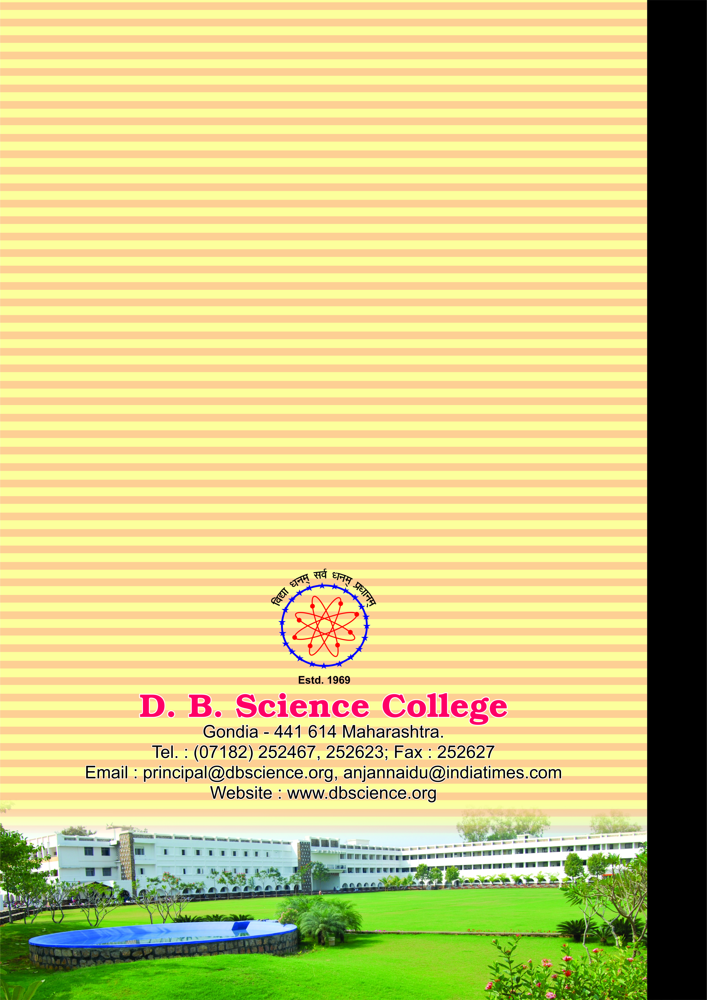 विद्या धनम् सर्व धनम् प्रधानम्
Estd. 1969
D. B. Science College
Gondia - 441 614 Maharashtra.
Tel. : (07182) 252467, 252623; Fax : 252627
Email : principal@dbscience.org, anjannaidu@indiatimes.com
Website : www.dbscience.org